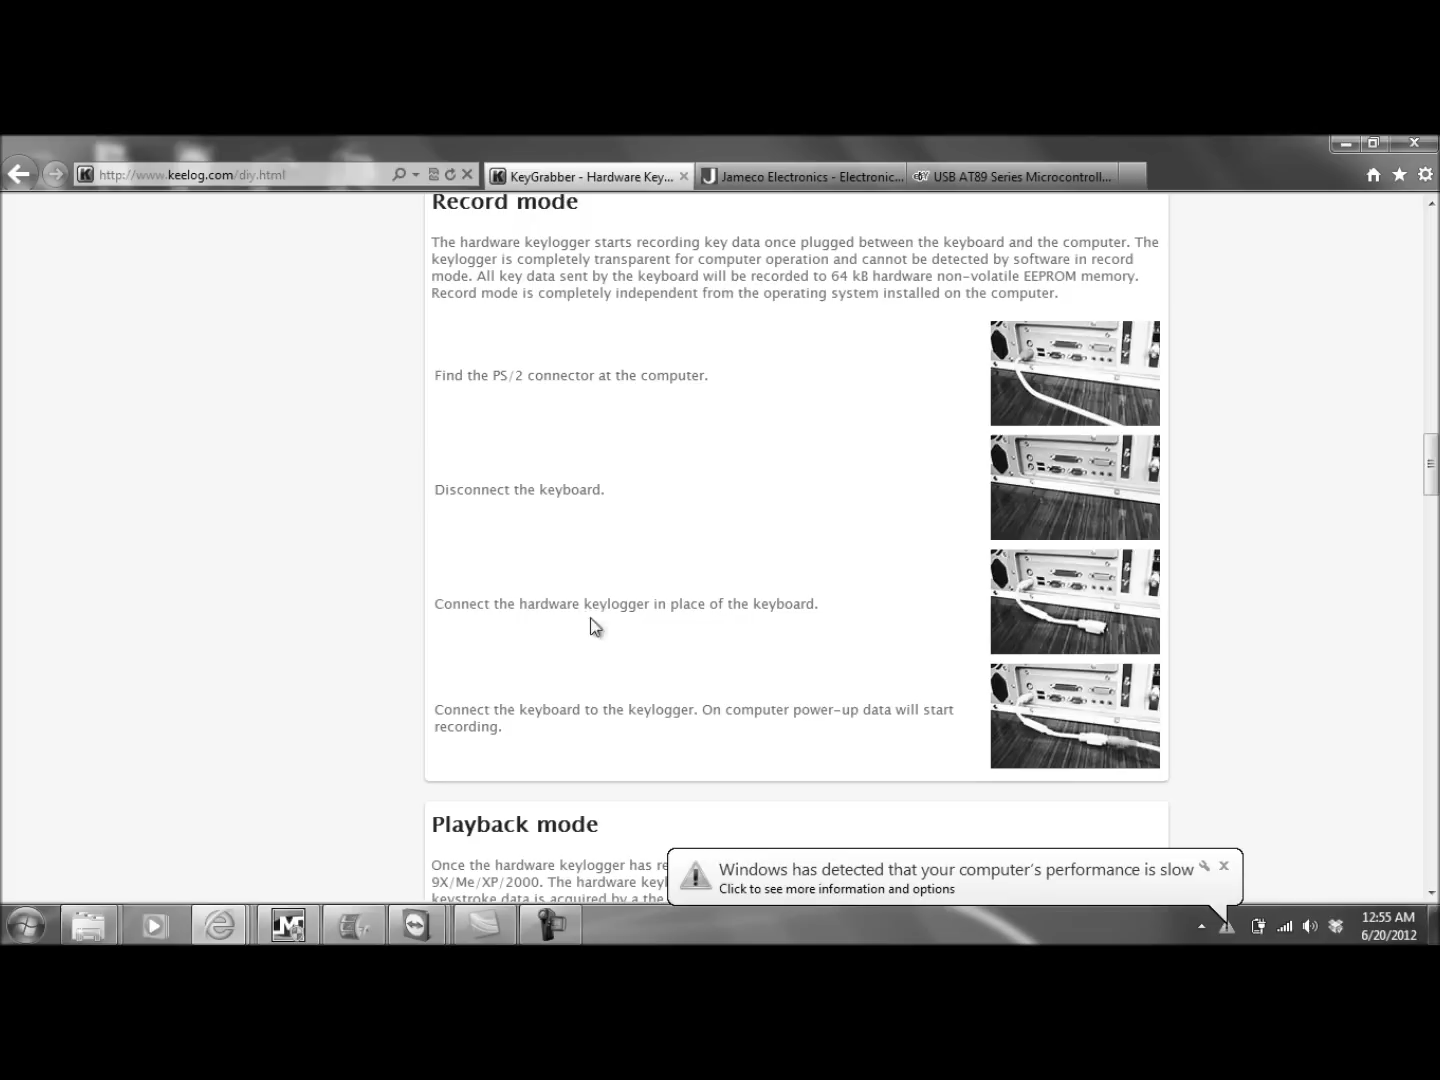 http://www.keelog.com/diy.html
KeyGrabber - Hardware Key...
Jameco Electronics - Electronic...
USB AT89 Series Microcontroll...
Record mode
The hardware keylogger starts recording key data once plugged between the keyboard and the computer. The
keylogger is completely transparent for computer operation and cannot be detected by software in record
mode. All key data sent by the keyboard will be recorded to 64 kB hardware non-volatile EEPROM memory.
Record mode is completely independent from the operating system installed on the computer.
Find the PS/2 connector at the computer.
Disconnect the keyboard.
Connect the hardware keylogger in place of the keyboard.
Connect the keyboard to the keylogger. On computer power-up data will start
recording.
Playback mode
Once the hardware keylogger has re
9X/Me/XP/2000. The hardware keyl
keystroke data is acquired by a the
Windows has detected that your computer's performance is slow
Click to see more information and options
12:55 AM
6/20/2012